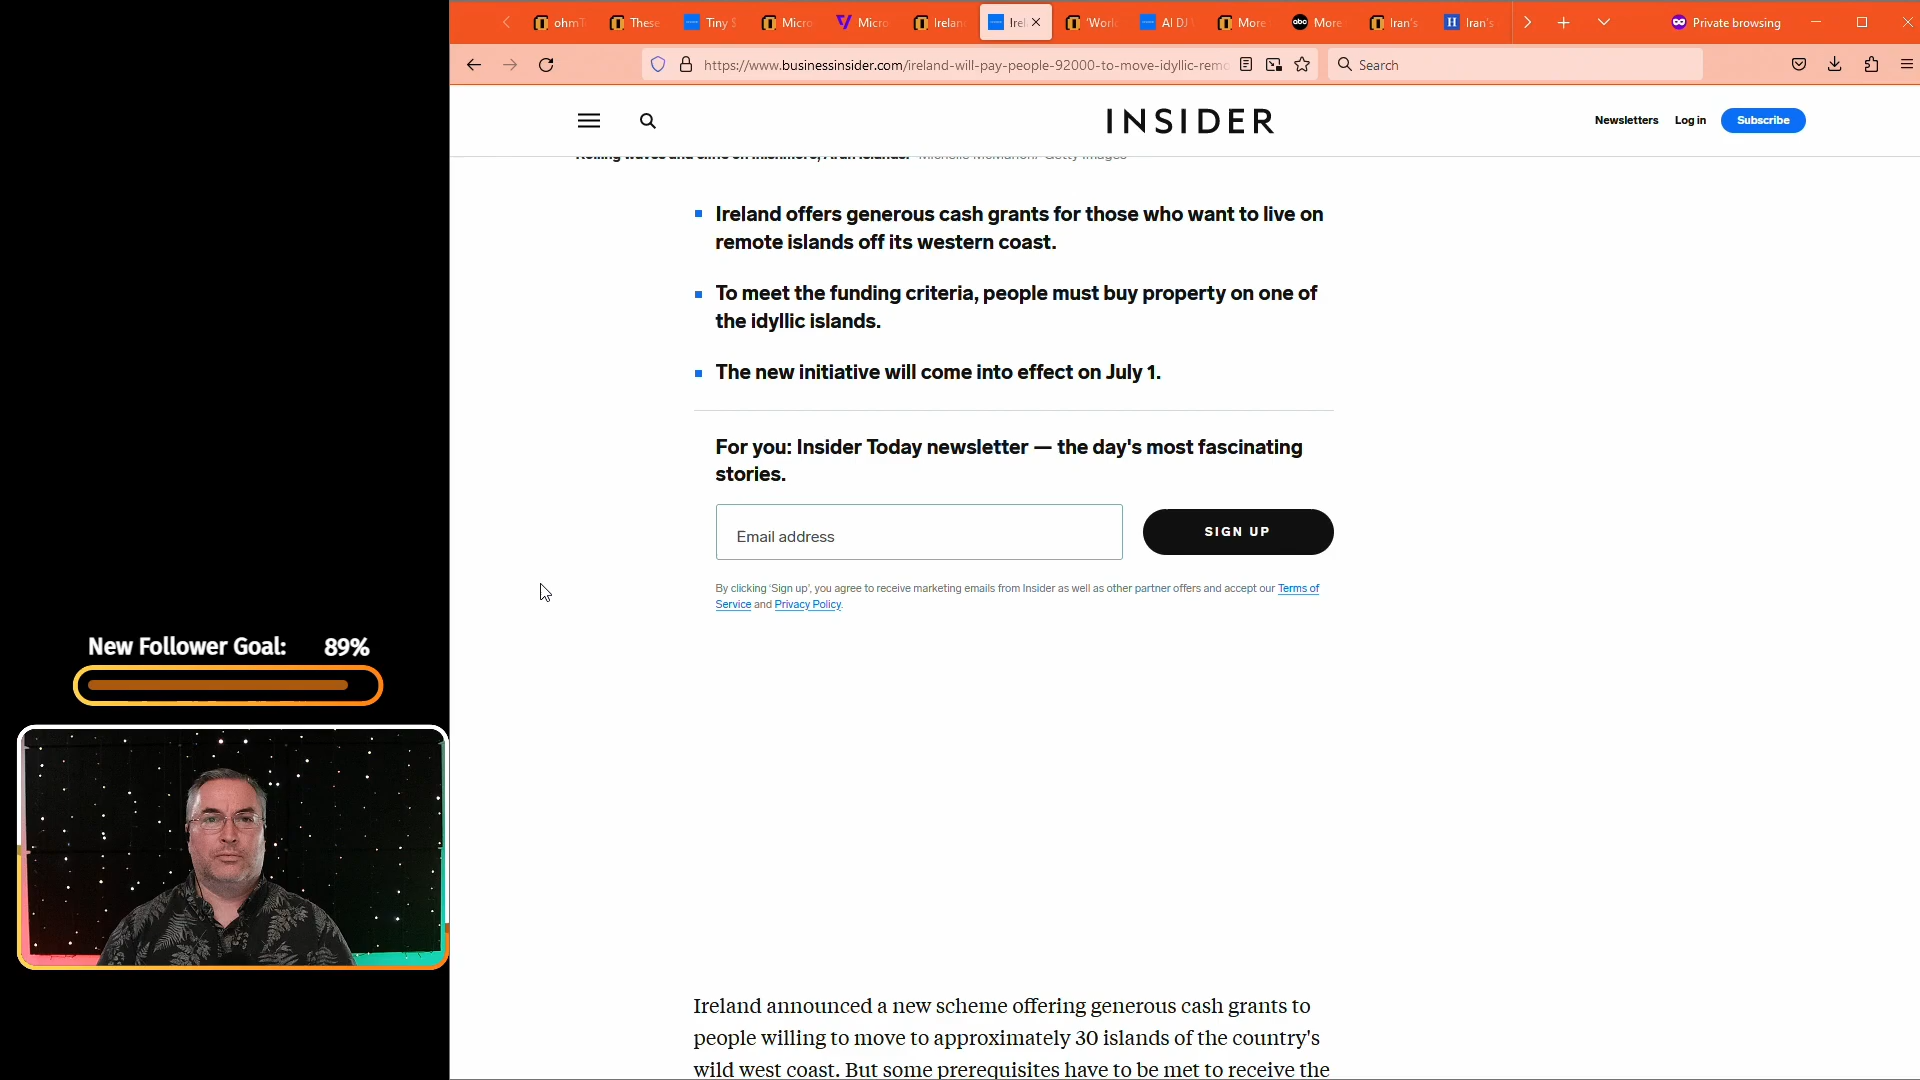 ohm
These
Tiny
Micro
Micro
Irelan
Irel
'Worl
AI DJ
More
abc
More
Iran's
H
Iran's
Private browsing
https://www.businessinsider.com/ireland-will-pay-people-92000-to-move-idyllic-remo
Search
INSIDER
Newsletters
Log in
Subscribe
Ireland offers generous cash grants for those who want to live on
remote islands off its western coast.
To meet the funding criteria, people must buy property on one of
the idyllic islands.
The new initiative will come into effect on July 1.
For you: Insider Today newsletter — the day's most fascinating
stories.
Email address
SIGN UP
By clicking 'Sign up', you agree to receive marketing emails from Insider as well as other partner offers and accept our Terms of
Service and Privacy Policy.
New Follower Goal: 89%
Ireland announced a new scheme offering generous cash grants to
people willing to move to approximately 30 islands of the country's
wild west coast. But some prerequisites have to be met to receive the